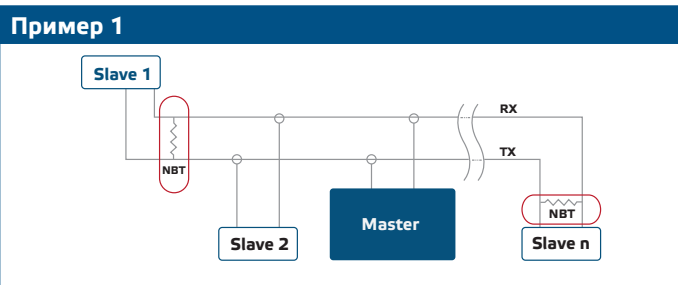 Пример 1
Slave 1
RX
TX
NBT
NBT
Master
Slave 2
Slave n